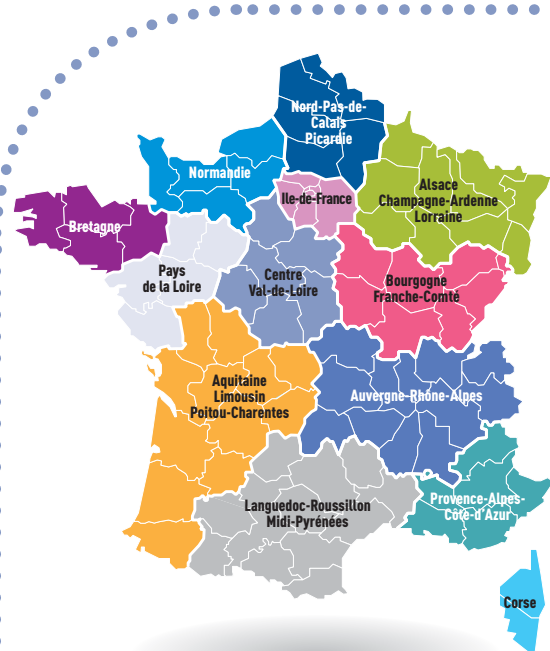 Nord-Pas-de-
Calais
Picardie
Normandie
Ile-de-France
Alsace
Champagne-Ardenne
Lorraine
Bretagne
Pays
de la Loire
Centre
Val-de-Loire
Bourgogne
Franche-Comté
Aquitaine
Limousin
Poitou-Charentes
Auvergne-Rhône-Alpes
Languedoc-Roussillon
Midi-Pyrénées
Provence-Alpes-
Côte-d'Azur
Corse